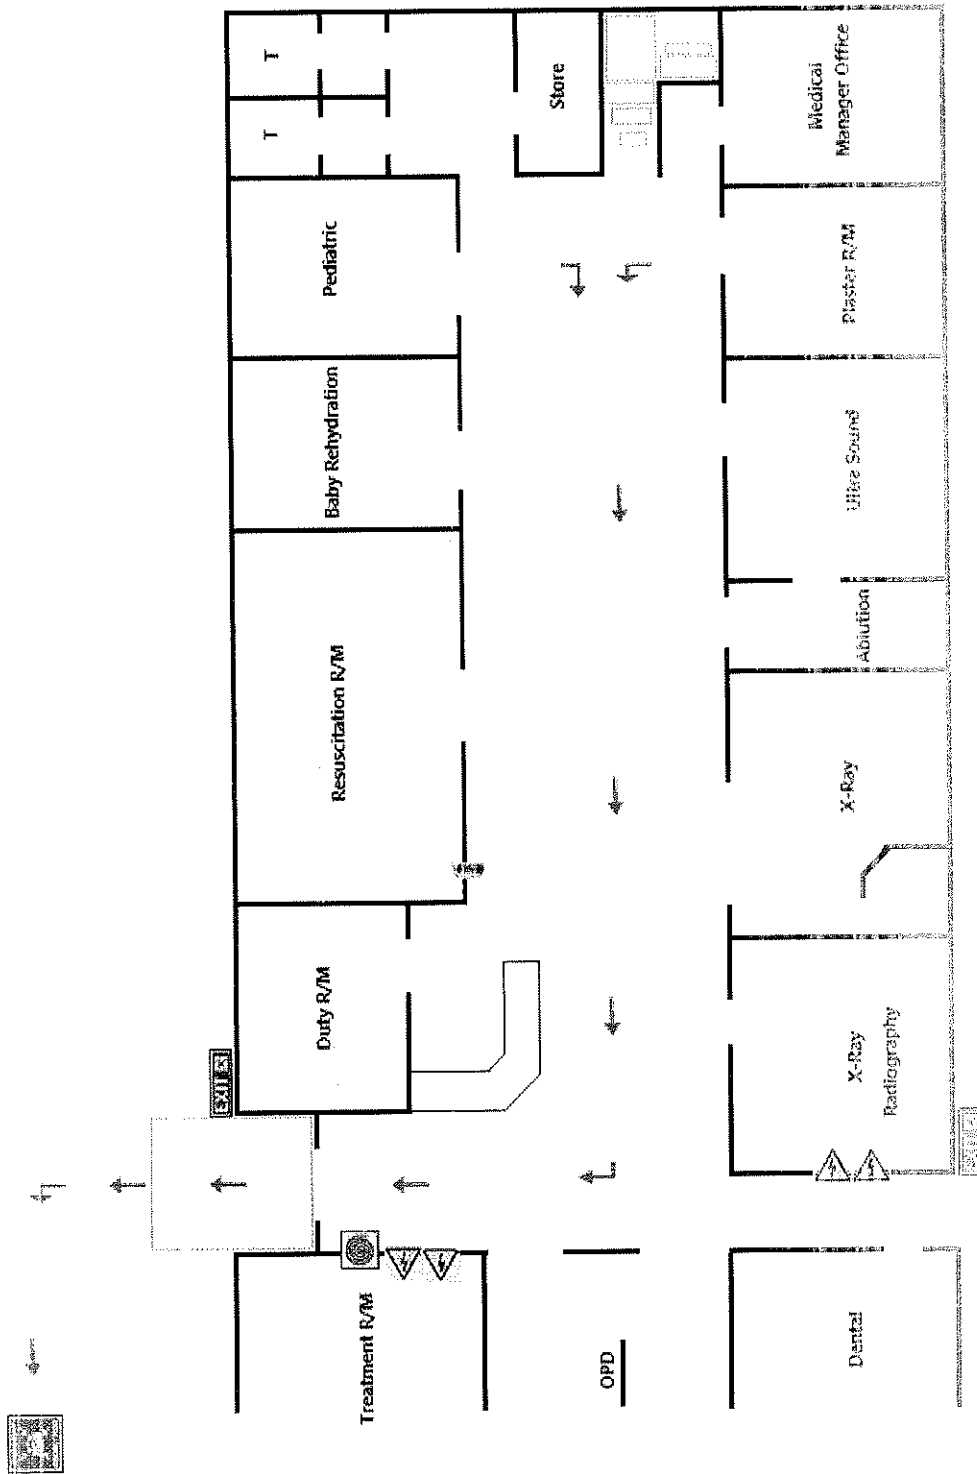 T
T
Pediatric
Baby Rehydration
Resuscitation R/M
Duty R/M
EXIT
Treatment R/M
Store
OPD
Medical
Manager Office
Plaster R/M
Ultra Sound
Ablution
X-Ray
X-Ray
Radiography
Dental